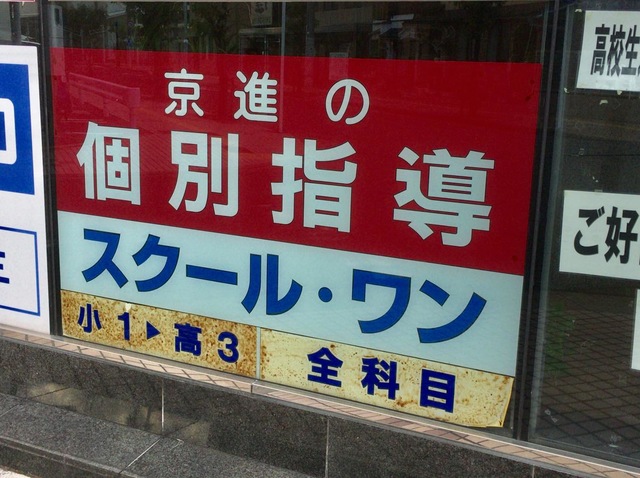 京進の
個別指導
スクール・ワン
小1▶高3
全科目
高校生
ご好